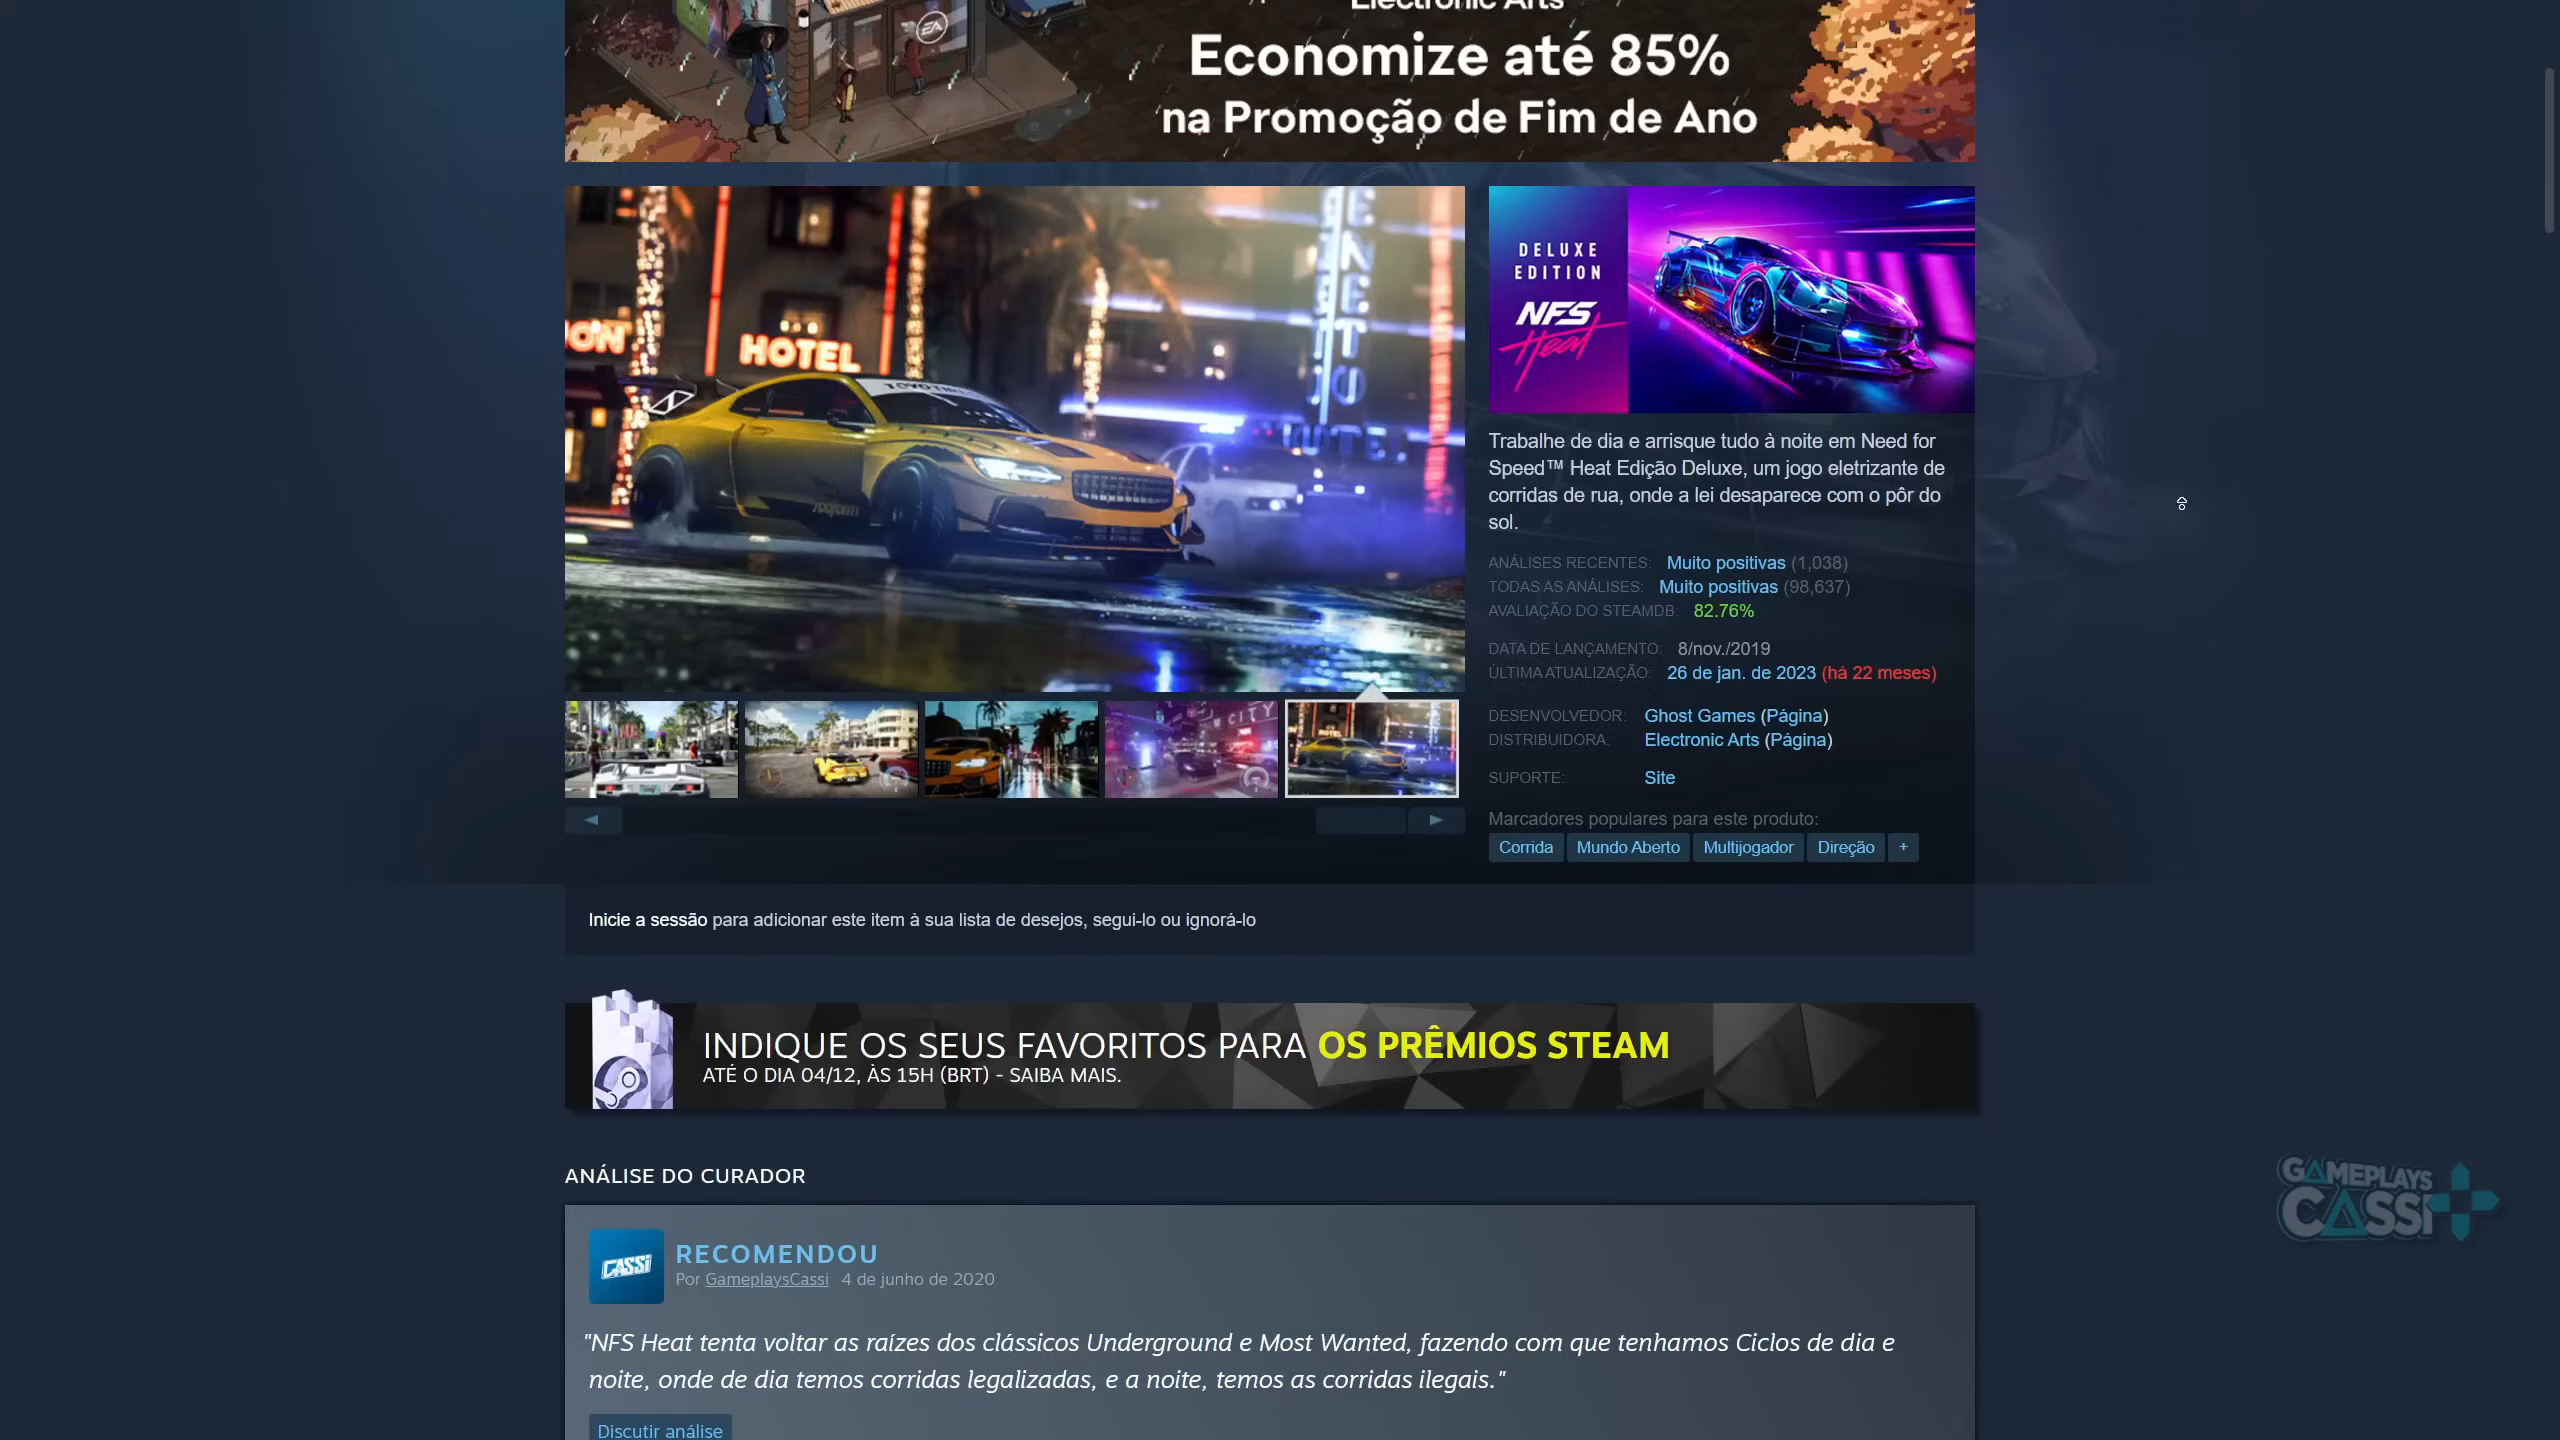 Electronic Arts
Economize até 85%
na Promoção de Fim de Ano
EA
ION
HOTEL
TOYO TIRES
DELUXE
EDITION
NFS
Heat
Trabalhe de dia e arrisque tudo à noite em Need for
Speed™ Heat Edição Deluxe, um jogo eletrizante de
corridas de rua, onde a lei desaparece com o pôr do
sol.
ANÁLISES RECENTES: Muito positivas (1,038)
TODAS AS ANÁLISES: Muito positivas (98,637)
AVALIAÇÃO DO STEAMDB: 82.76%
DATA DE LANÇAMENTO: 8/nov./2019
ÚLTIMA ATUALIZAÇÃO: 26 de jan. de 2023 (há 22 meses)
DESENVOLVEDOR: Ghost Games (Página)
DISTRIBUIDORA: Electronic Arts (Página)
SUPORTE: Site
Marcadores populares para este produto:
Corrida Mundo Aberto Multijogador Direção +
Inicie a sessão para adicionar este item à sua lista de desejos, segui-lo ou ignorá-lo
INDIQUE OS SEUS FAVORITOS PARA OS PRÊMIOS STEAM
ATÉ O DIA 04/12, ÀS 15H (BRT) - SAIBA MAIS.
ANÁLISE DO CURADOR
CASSI
RECOMENDOU
Por GameplaysCassi 4 de junho de 2020
"NFS Heat tenta voltar as raízes dos clássicos Underground e Most Wanted, fazendo com que tenhamos Ciclos de dia e
noite, onde de dia temos corridas legalizadas, e a noite, temos as corridas ilegais."
Discutir análise
GAMEPLAYS
CASSI